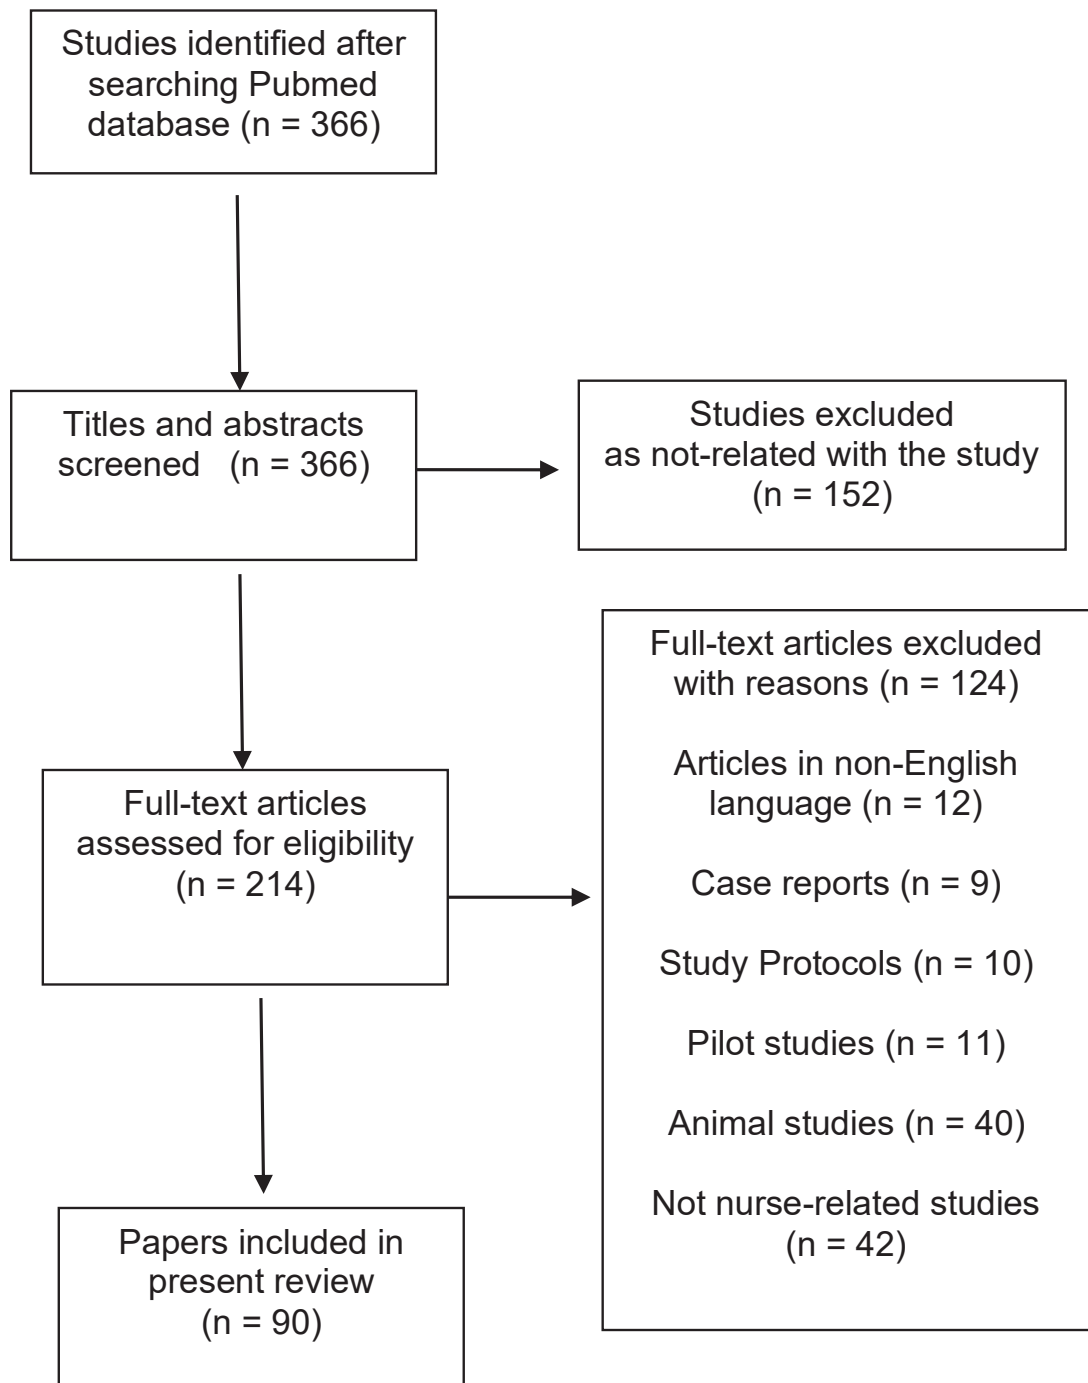 Studies identified after
searching Pubmed
database (n = 366)
Titles and abstracts
screened (n = 366)
Studies excluded
as not-related with the study
(n = 152)
Full-text articles
assessed for eligibility
(n = 214)
Full-text articles excluded
with reasons (n = 124)
Articles in non-English
language (n = 12)
Case reports (n = 9)
Study Protocols (n = 10)
Pilot studies (n = 11)
Animal studies (n = 40)
Not nurse-related studies
(n = 42)
Papers included in
present review
(n = 90)